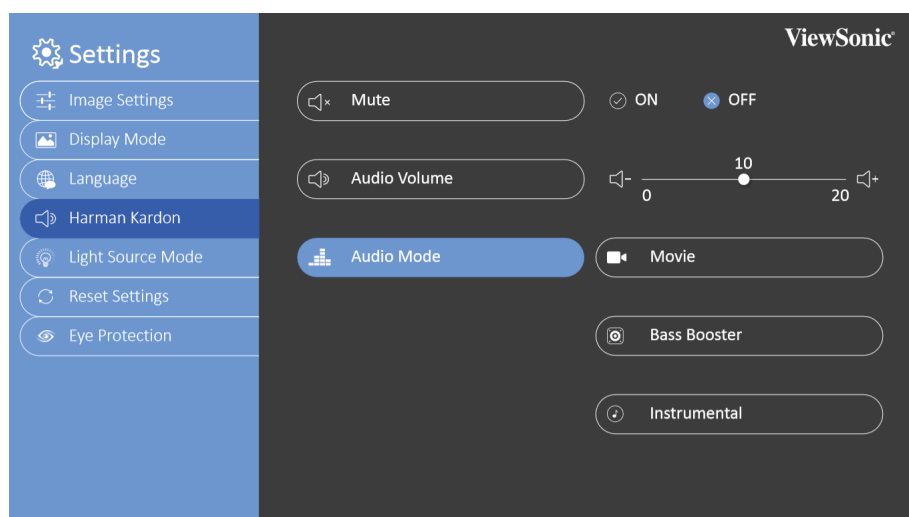 Settings
ViewSonic®
Image Settings
Display Mode
Language
Harman Kardon
Light Source Mode
Reset Settings
Eye Protection
Mute
ON
OFF
Audio Volume
10
0
20
Audio Mode
Movie
Bass Booster
Instrumental